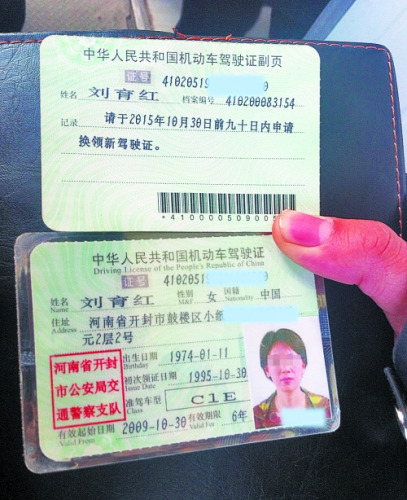 中华人民共和国机动车驾驶证副页
证号 41020519 0
姓名 刘育红 档案编号 410200083154
记录 请于2015年10月30日前九十日内申请
换领新驾驶证。
*410000509005
中华人民共和国机动车驾驶证
Driving License of the People's Republic of China
证号 41020519 0
姓名 Name 刘育红 性别 M&F 女 国籍 Nationality 中国
住址 Address 河南省开封市鼓楼区小
元2层2号
河南省开封
市公安局交
通警察支队
出生日期 Birthday 1974-01-11
初次领证日期 Issue Date 1995-10-30
准驾车型 Class C1E
有效起始日期 Valid From 2009-10-30 有效期限 Valid For 6年